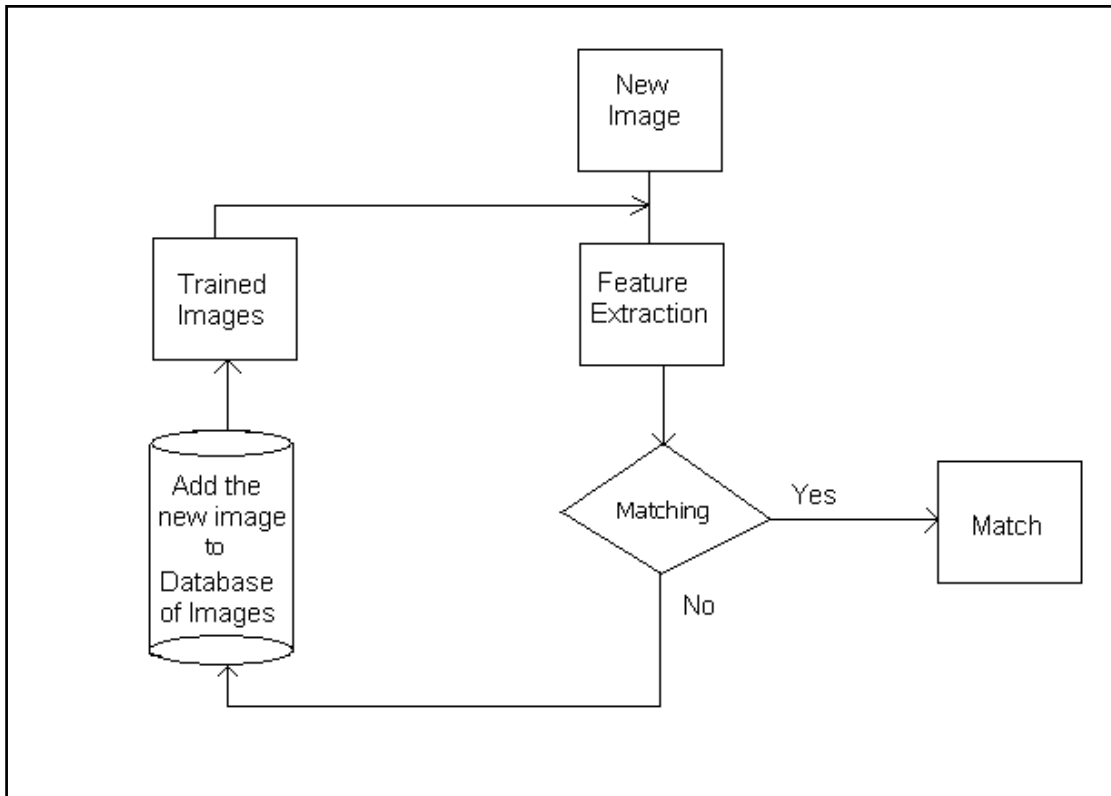 New
Image
Trained
Images
Feature
Extraction
Add the
new image
to
Database
of Images
Matching
Yes
Match
No